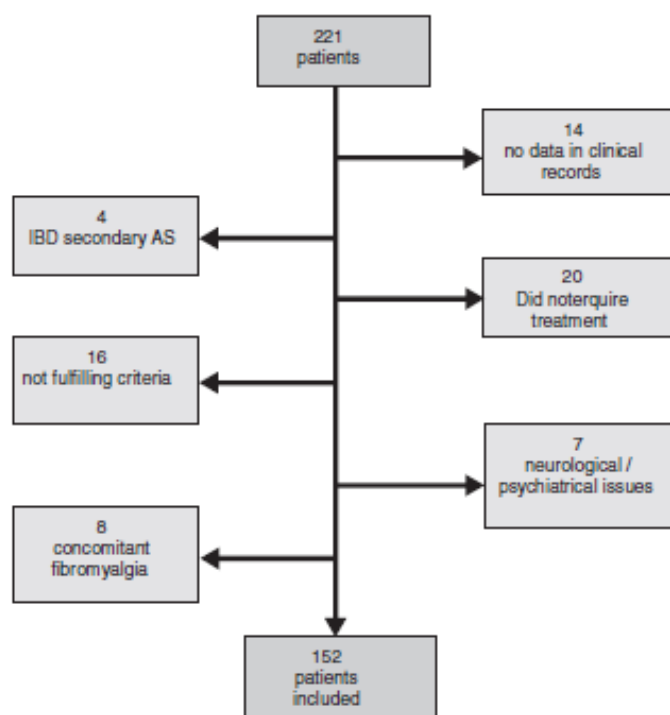 221
patients
14
no data in clinical
records
4
IBD secondary AS
20
Did noterquire
treatment
16
not fulfilling criteria
7
neurological /
psychiatrical issues
8
concomitant
fibromyalgia
152
patients
included